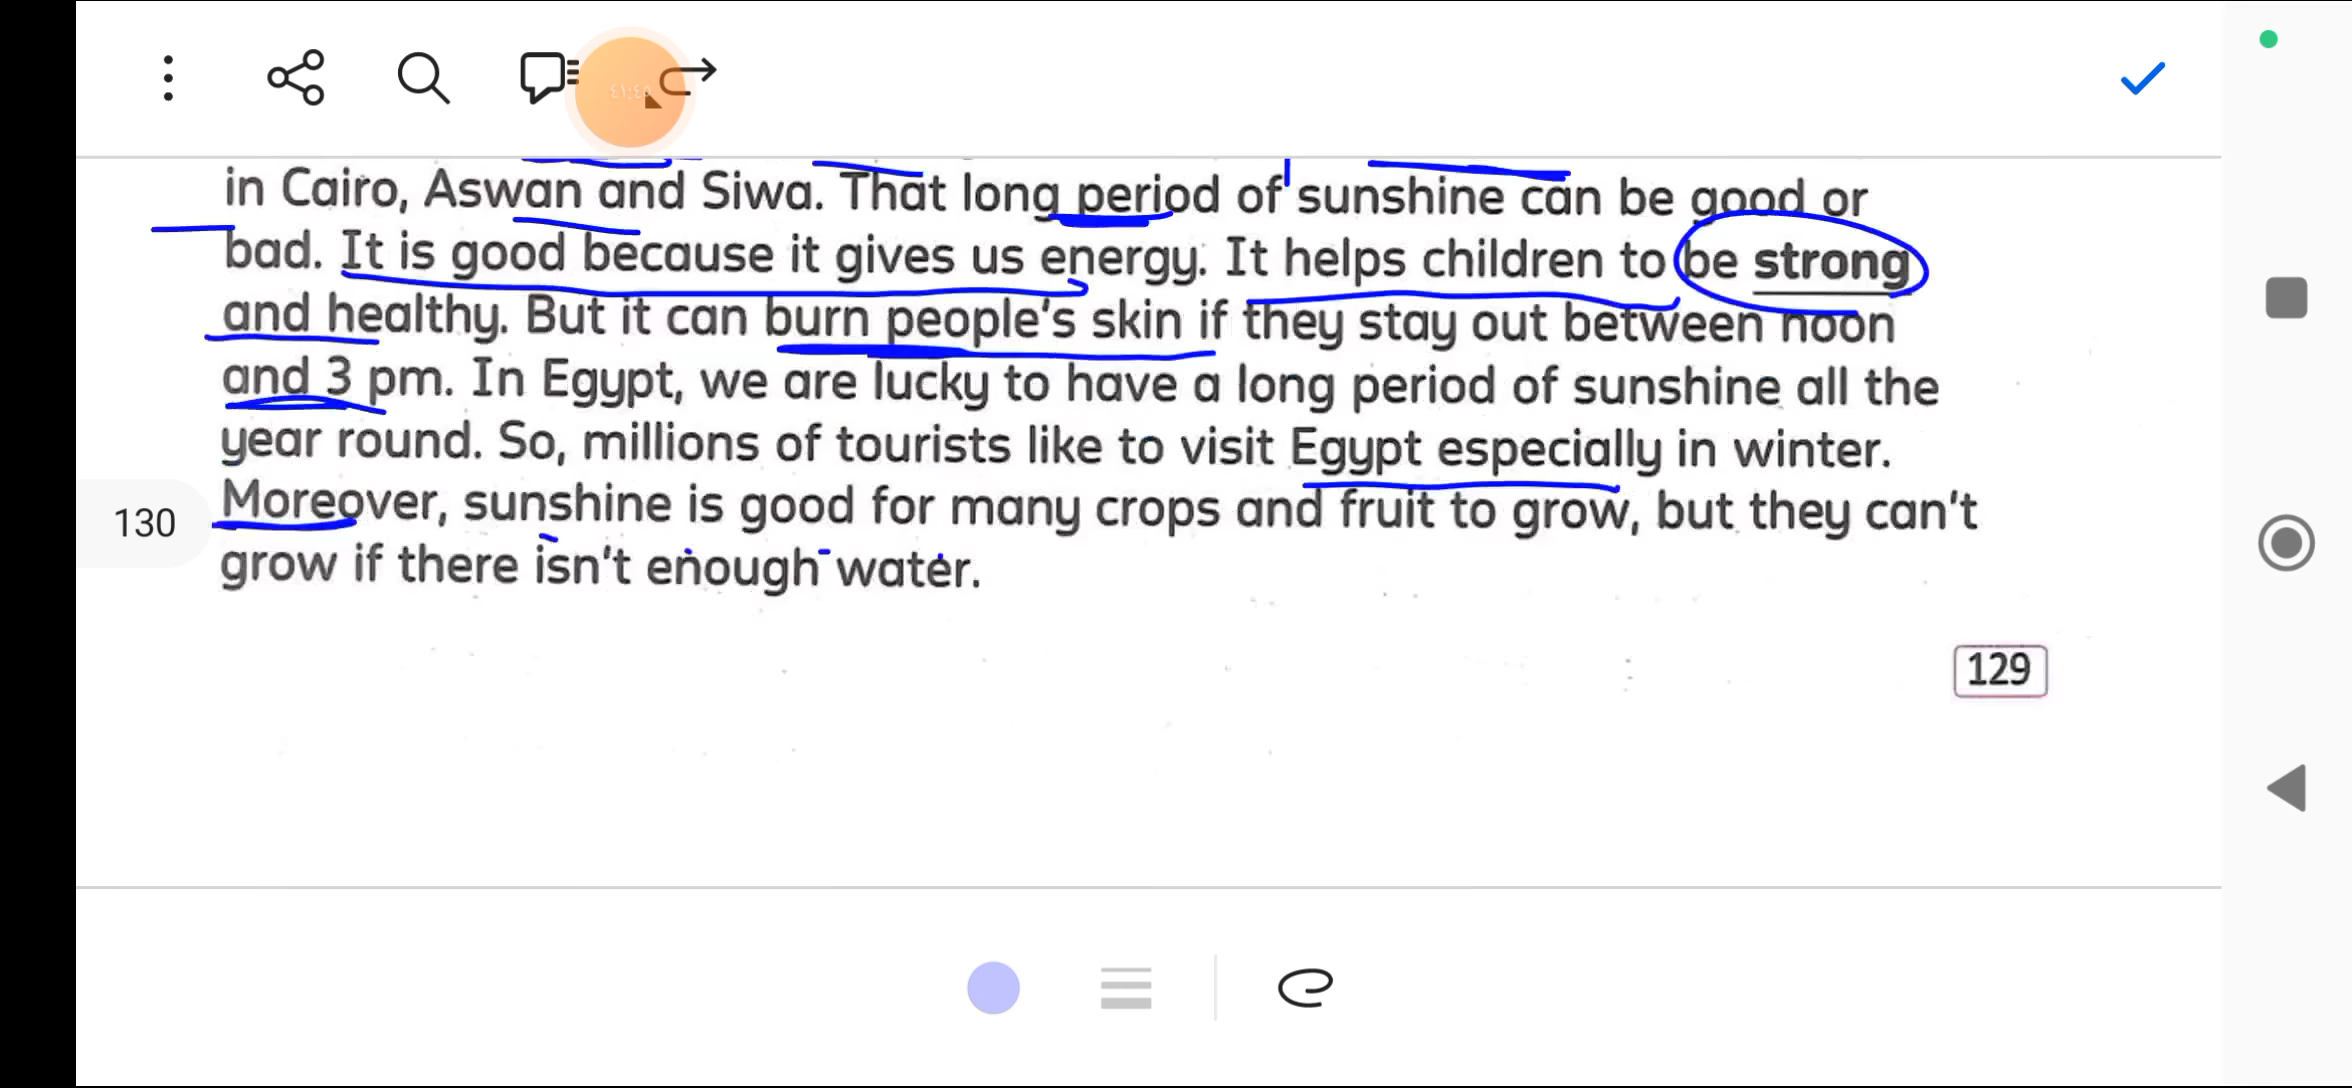 ٤١:٤٥
in Cairo, Aswan and Siwa. That long period of sunshine can be good or
bad. It is good because it gives us energy. It helps children to be strong
and healthy. But it can burn people's skin if they stay out between noon
and 3 pm. In Egypt, we are lucky to have a long period of sunshine all the
year round. So, millions of tourists like to visit Egypt especially in winter.
Moreover, sunshine is good for many crops and fruit to grow, but they can't
130
grow if there isn't enough water.
129